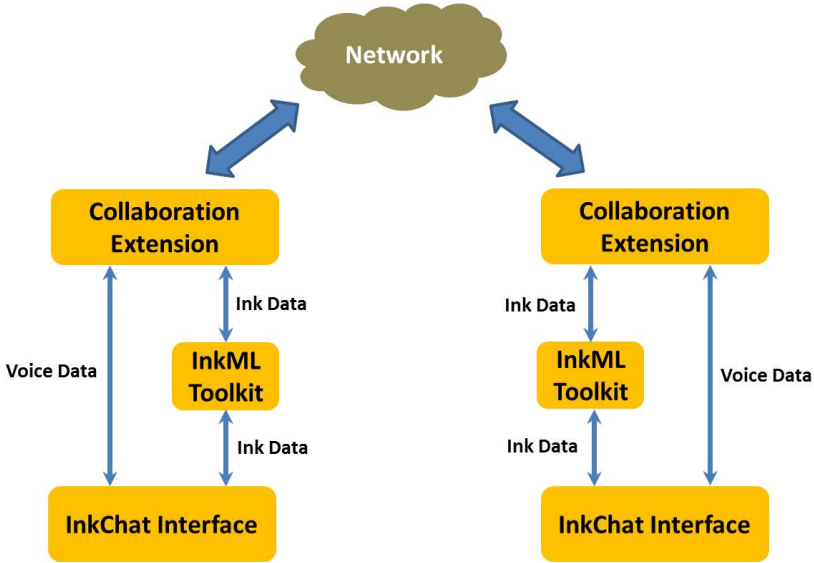 Network
Collaboration
Extension
Collaboration
Extension
Ink Data
Ink Data
InkML
Toolkit
InkML
Toolkit
Voice Data
Voice Data
Ink Data
Ink Data
InkChat Interface
InkChat Interface